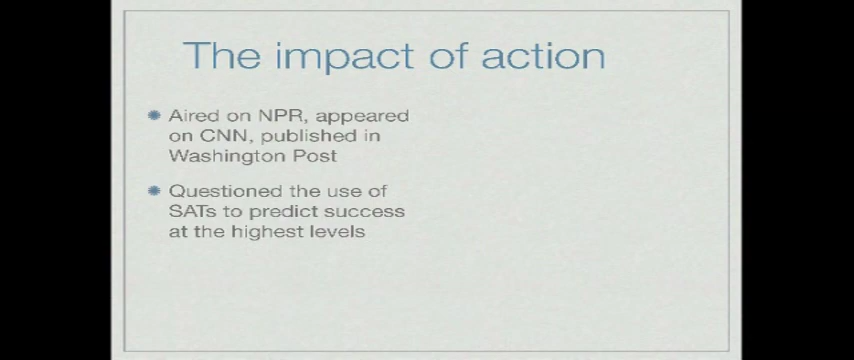 The impact of action
Aired on NPR, appeared
on CNN, published in
Washington Post
Questioned the use of
SATs to predict success
at the highest levels